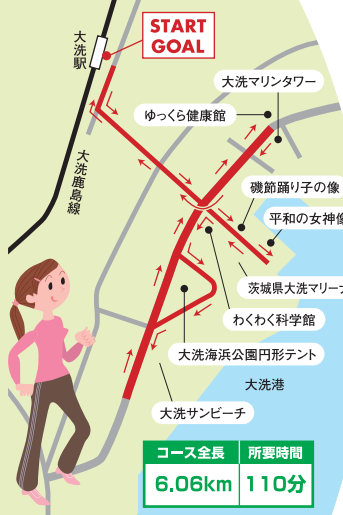 START
GOAL
大洗駅
大洗マリンタワー
ゆっくら健康館
大洗鹿島線
磯節踊り子の像
平和の女神像
茨城県大洗マリーナ
わくわく科学館
大洗海浜公園円形テント
大洗港
大洗サンビーチ
コース全長 所要時間
6.06km 110分